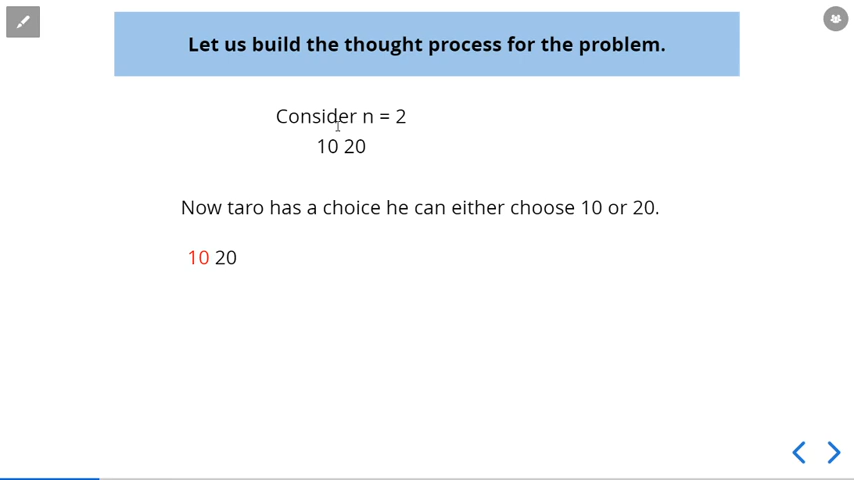 Let us build the thought process for the problem.
Consider n = 2
10 20
Now taro has a choice he can either choose 10 or 20.
10 20